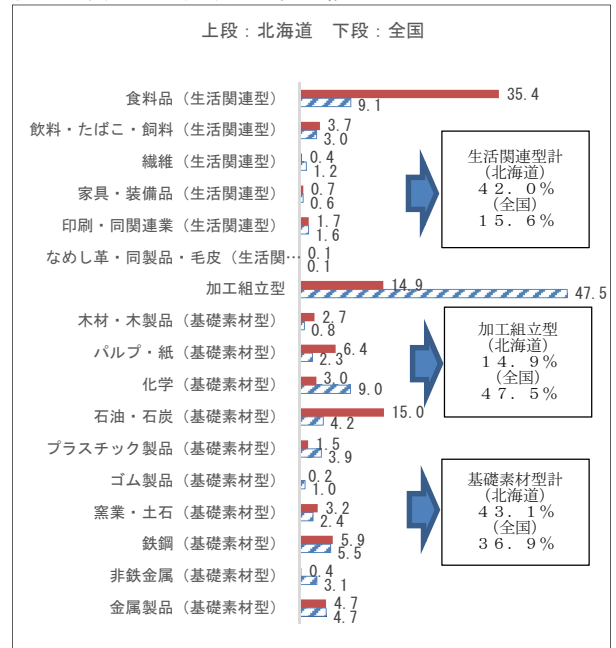 上段：北海道　下段：全国
食料品（生活関連型）
35.4
9.1
飲料・たばこ・飼料（生活関連型）
3.7
3.0
繊維（生活関連型）
0.4
1.2
家具・装備品（生活関連型）
0.7
0.6
印刷・同関連業（生活関連型）
1.7
1.6
なめし革・同製品・毛皮（生活関…
0.1
0.1
加工組立型
14.9
47.5
木材・木製品（基礎素材型）
2.7
0.8
パルプ・紙（基礎素材型）
6.4
2.3
化学（基礎素材型）
3.0
9.0
石油・石炭（基礎素材型）
15.0
4.2
プラスチック製品（基礎素材型）
1.5
3.9
ゴム製品（基礎素材型）
0.2
1.0
窯業・土石（基礎素材型）
3.2
2.4
鉄鋼（基礎素材型）
5.9
5.5
非鉄金属（基礎素材型）
0.4
3.1
金属製品（基礎素材型）
4.7
4.7
生活関連型計
（北海道）
４２．０％
（全国）
１５．６％
加工組立型
（北海道）
１４．９％
（全国）
４７．５％
基礎素材型計
（北海道）
４３．１％
（全国）
３６．９％